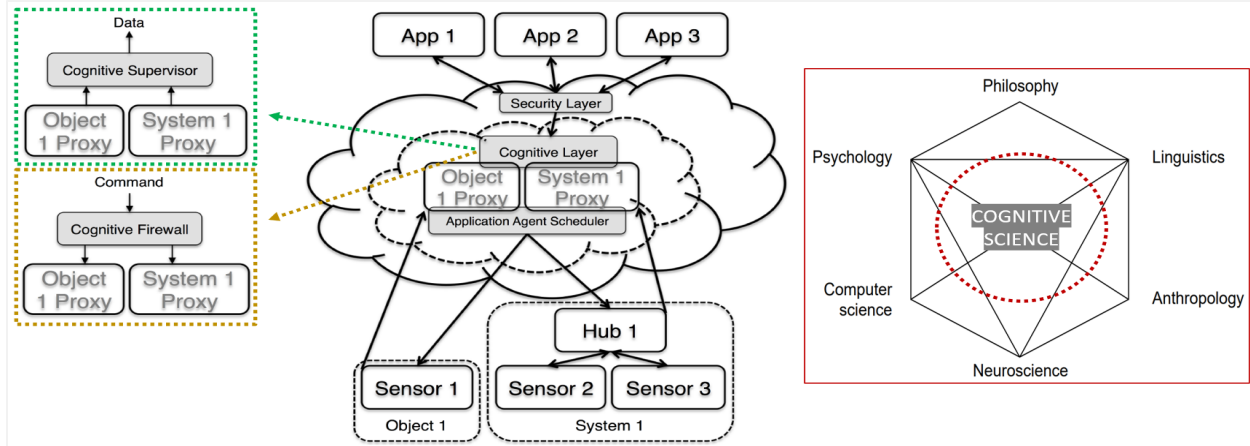 Data
Cognitive Supervisor
Object
1 Proxy
System 1
Proxy
Command
Cognitive Firewall
Object
1 Proxy
System 1
Proxy
App 1
App 2
App 3
Security Layer
Cognitive Layer
Object
1 Proxy
System 1
Proxy
Application Agent Scheduler
Hub 1
Sensor 1
Sensor 2
Sensor 3
Object 1
System 1
Philosophy
Psychology
Linguistics
COGNITIVE
SCIENCE
Computer
science
Anthropology
Neuroscience